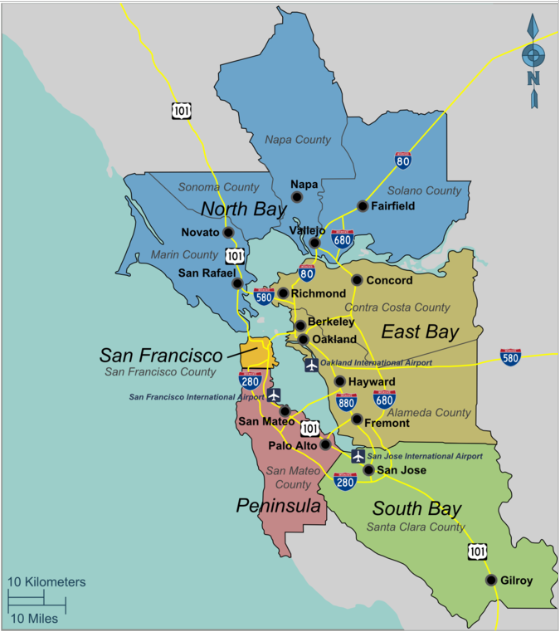 101
Napa County
N
80
Sonoma County
Napa
Solano County
North Bay
Fairfield
Novato
Vallejo
680
Marin County
101
San Rafael
80
Concord
580
Richmond
Contra Costa County
Berkeley
East Bay
Oakland
San Francisco
San Francisco County
Oakland International Airport
580
280
Hayward
San Francisco International Airport
880
680
Alameda County
San Mateo
101
Fremont
Palo Alto
San Jose International Airport
San Mateo
County
280
San Jose
Peninsula
South Bay
Santa Clara County
101
Gilroy
10 Kilometers
10 Miles